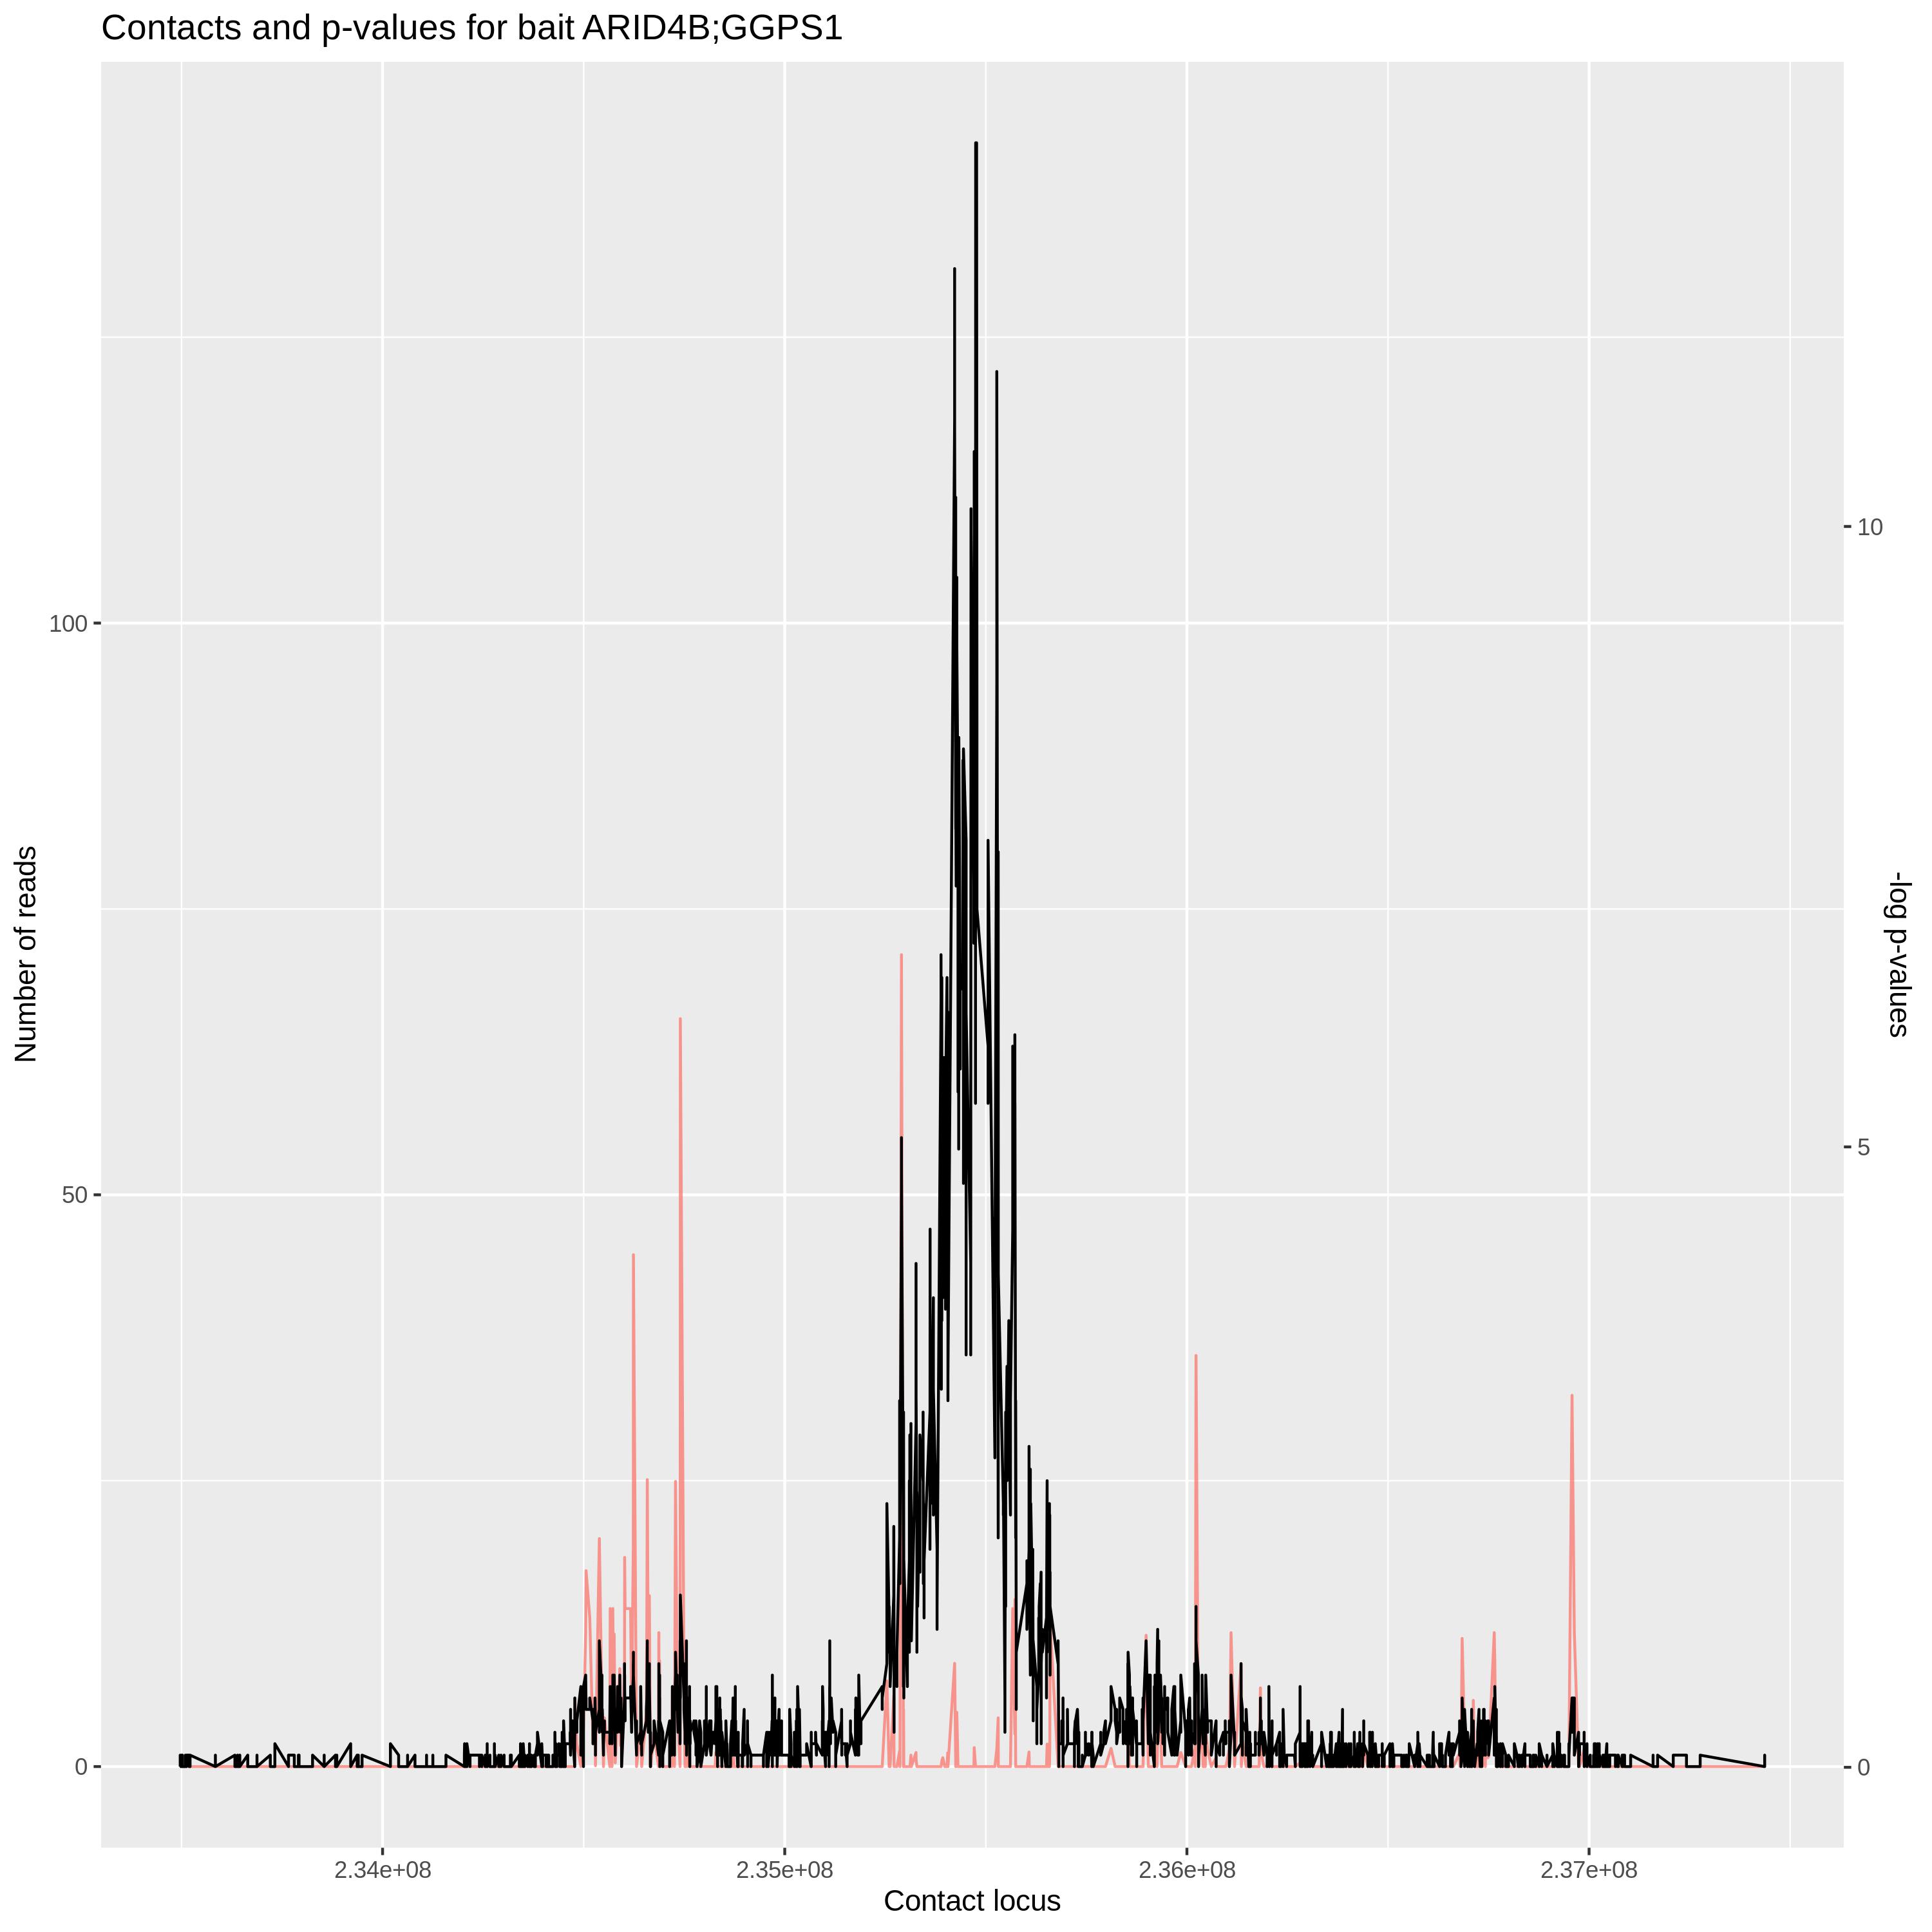 Contacts and p-values for bait ARID4B;GGPS1
Number of reads
100
50
0
10
5
0
-log p-values
2.34e+08
2.35e+08
2.36e+08
2.37e+08
Contact locus